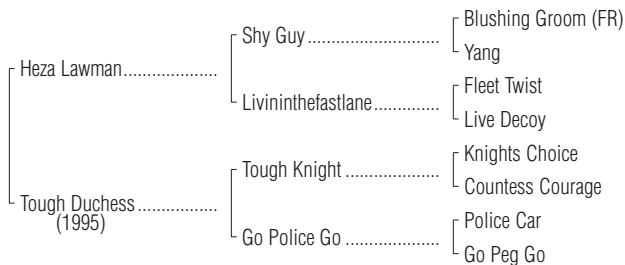 Blushing Groom (FR)
Shy Guy
Yang
Heza Lawman
Fleet Twist
Livininthefastlane
Live Decoy
Knights Choice
Tough Knight
Countess Courage
Tough Duchess
(1995)
Police Car
Go Police Go
Go Peg Go